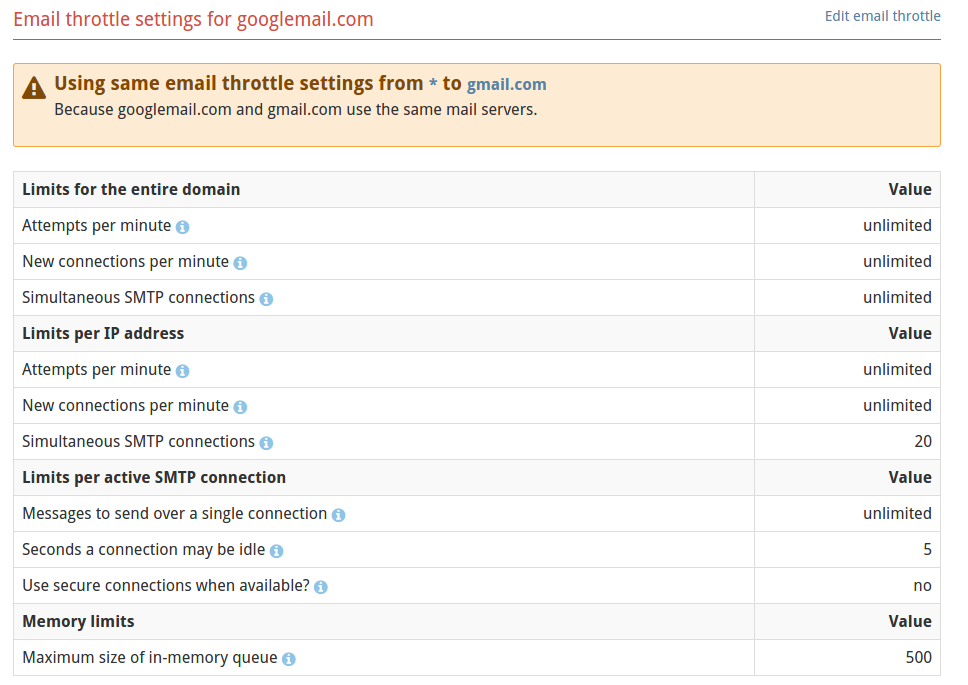 Email throttle settings for googlemail.com
Edit email throttle
Using same email throttle settings from * to gmail.com
Because googlemail.com and gmail.com use the same mail servers.
Limits for the entire domain Value
Attempts per minute unlimited
New connections per minute unlimited
Simultaneous SMTP connections unlimited
Limits per IP address Value
Attempts per minute unlimited
New connections per minute unlimited
Simultaneous SMTP connections 20
Limits per active SMTP connection Value
Messages to send over a single connection unlimited
Seconds a connection may be idle 5
Use secure connections when available? no
Memory limits Value
Maximum size of in-memory queue 500